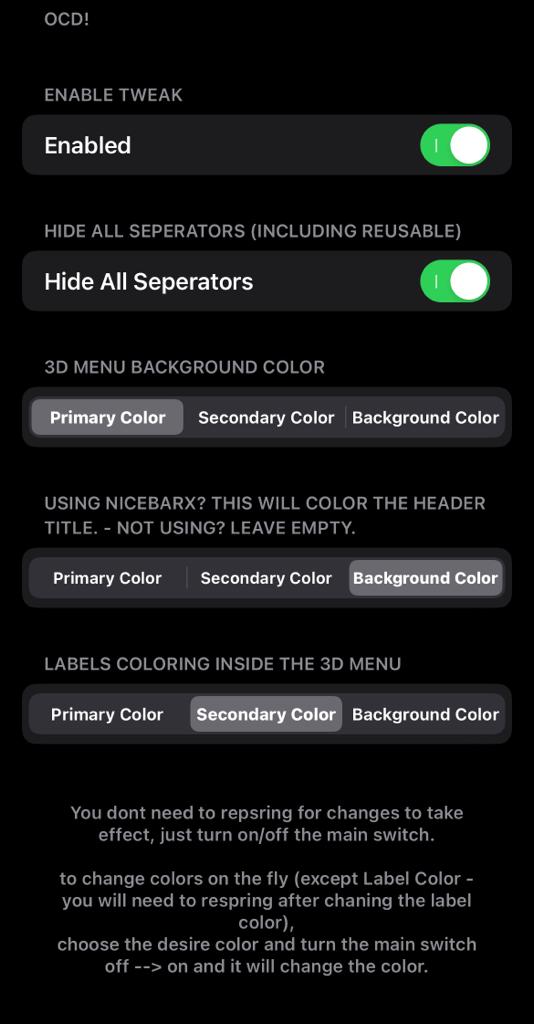 OCD!
ENABLE TWEAK
Enabled
HIDE ALL SEPERATORS (INCLUDING REUSABLE)
Hide All Seperators
3D MENU BACKGROUND COLOR
Primary Color Secondary Color Background Color
USING NICEBARX? THIS WILL COLOR THE HEADER
TITLE. - NOT USING? LEAVE EMPTY.
Primary Color Secondary Color Background Color
LABELS COLORING INSIDE THE 3D MENU
Primary Color Secondary Color Background Color
You dont need to repsring for changes to take
effect, just turn on/off the main switch.
to change colors on the fly (except Label Color -
you will need to respring after chaning the label
color),
choose the desire color and turn the main switch
off --> on and it will change the color.